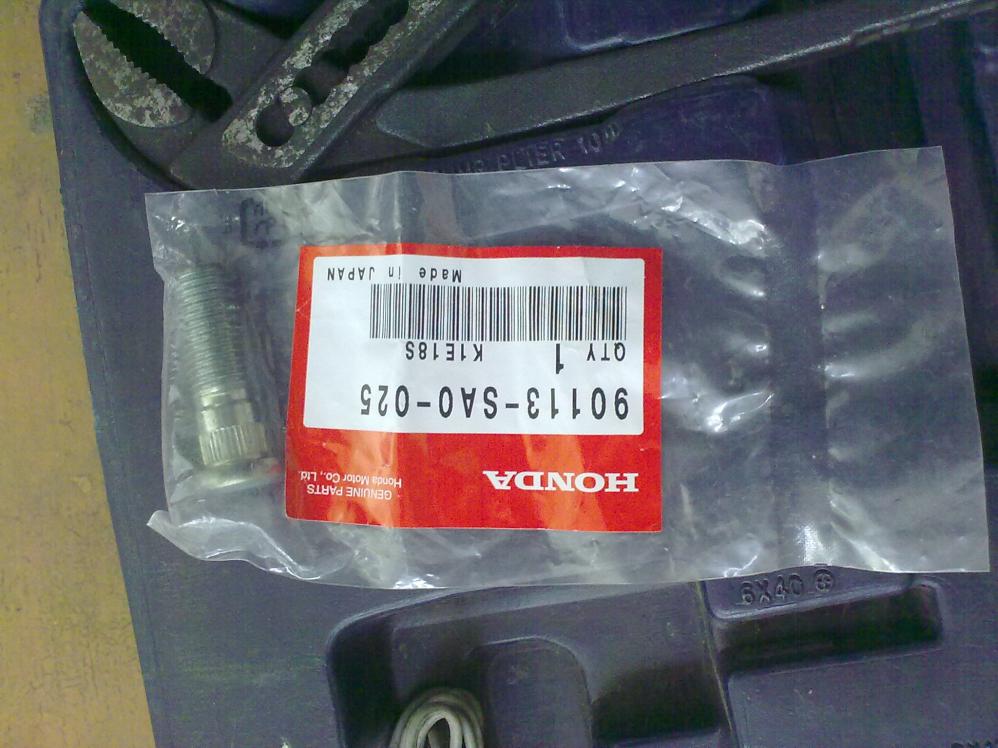 HONDA
GENUINE PARTS
Honda Motor Co., Ltd.
90113-SA0-025
QTY 1 K1E18S
Made in JAPAN
PLIER 10"
6X40